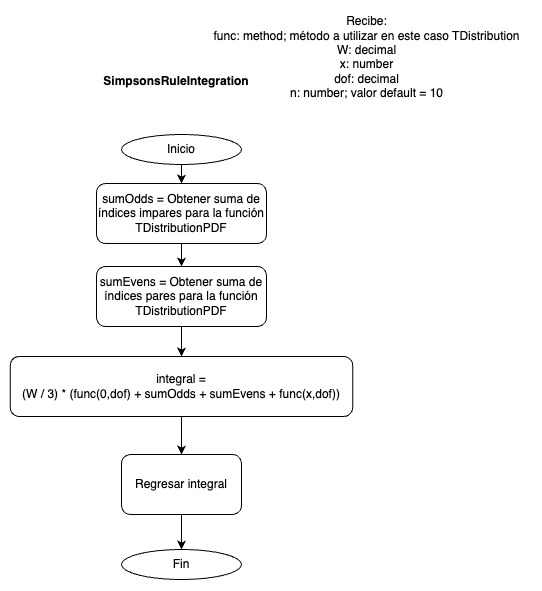 Recibe:
func: method; método a utilizar en este caso TDistribution
W: decimal
x: number
dof: decimal
n: number; valor default = 10
SimpsonsRuleIntegration
Inicio
sumOdds = Obtener suma de
índices impares para la función
TDistributionPDF
sumEvens = Obtener suma de
índices pares para la función
TDistributionPDF
integral =
(W / 3) * (func(0,dof) + sumOdds + sumEvens + func(x,dof))
Regresar integral
Fin